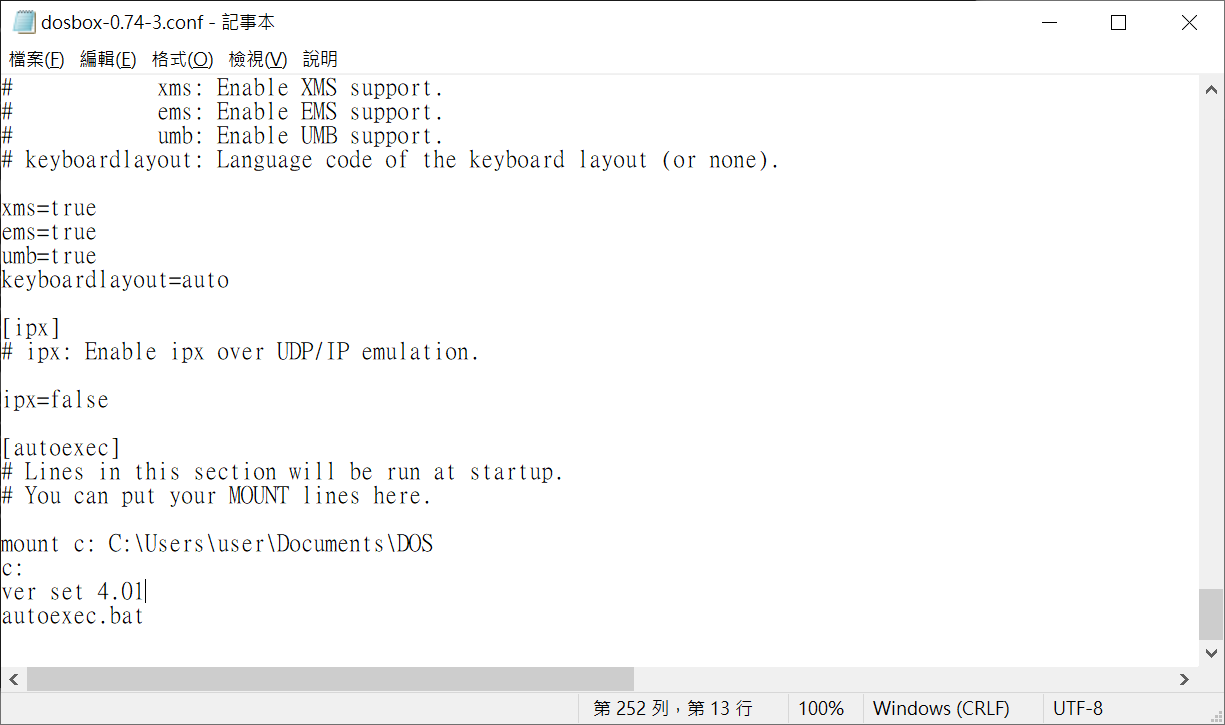 dosbox-0.74-3.conf - 記事本
檔案(F) 編輯(E) 格式(O) 檢視(V) 說明
#            xms: Enable XMS support.
#            ems: Enable EMS support.
#            umb: Enable UMB support.
# keyboardlayout: Language code of the keyboard layout (or none).
xms=true
ems=true
umb=true
keyboardlayout=auto
[ipx]
# ipx: Enable ipx over UDP/IP emulation.
ipx=false
[autoexec]
# Lines in this section will be run at startup.
# You can put your MOUNT lines here.
mount c: C:\Users\user\Documents\DOS
c:
ver set 4.01
autoexec.bat
第 252 列，第 13 行 100% Windows (CRLF) UTF-8